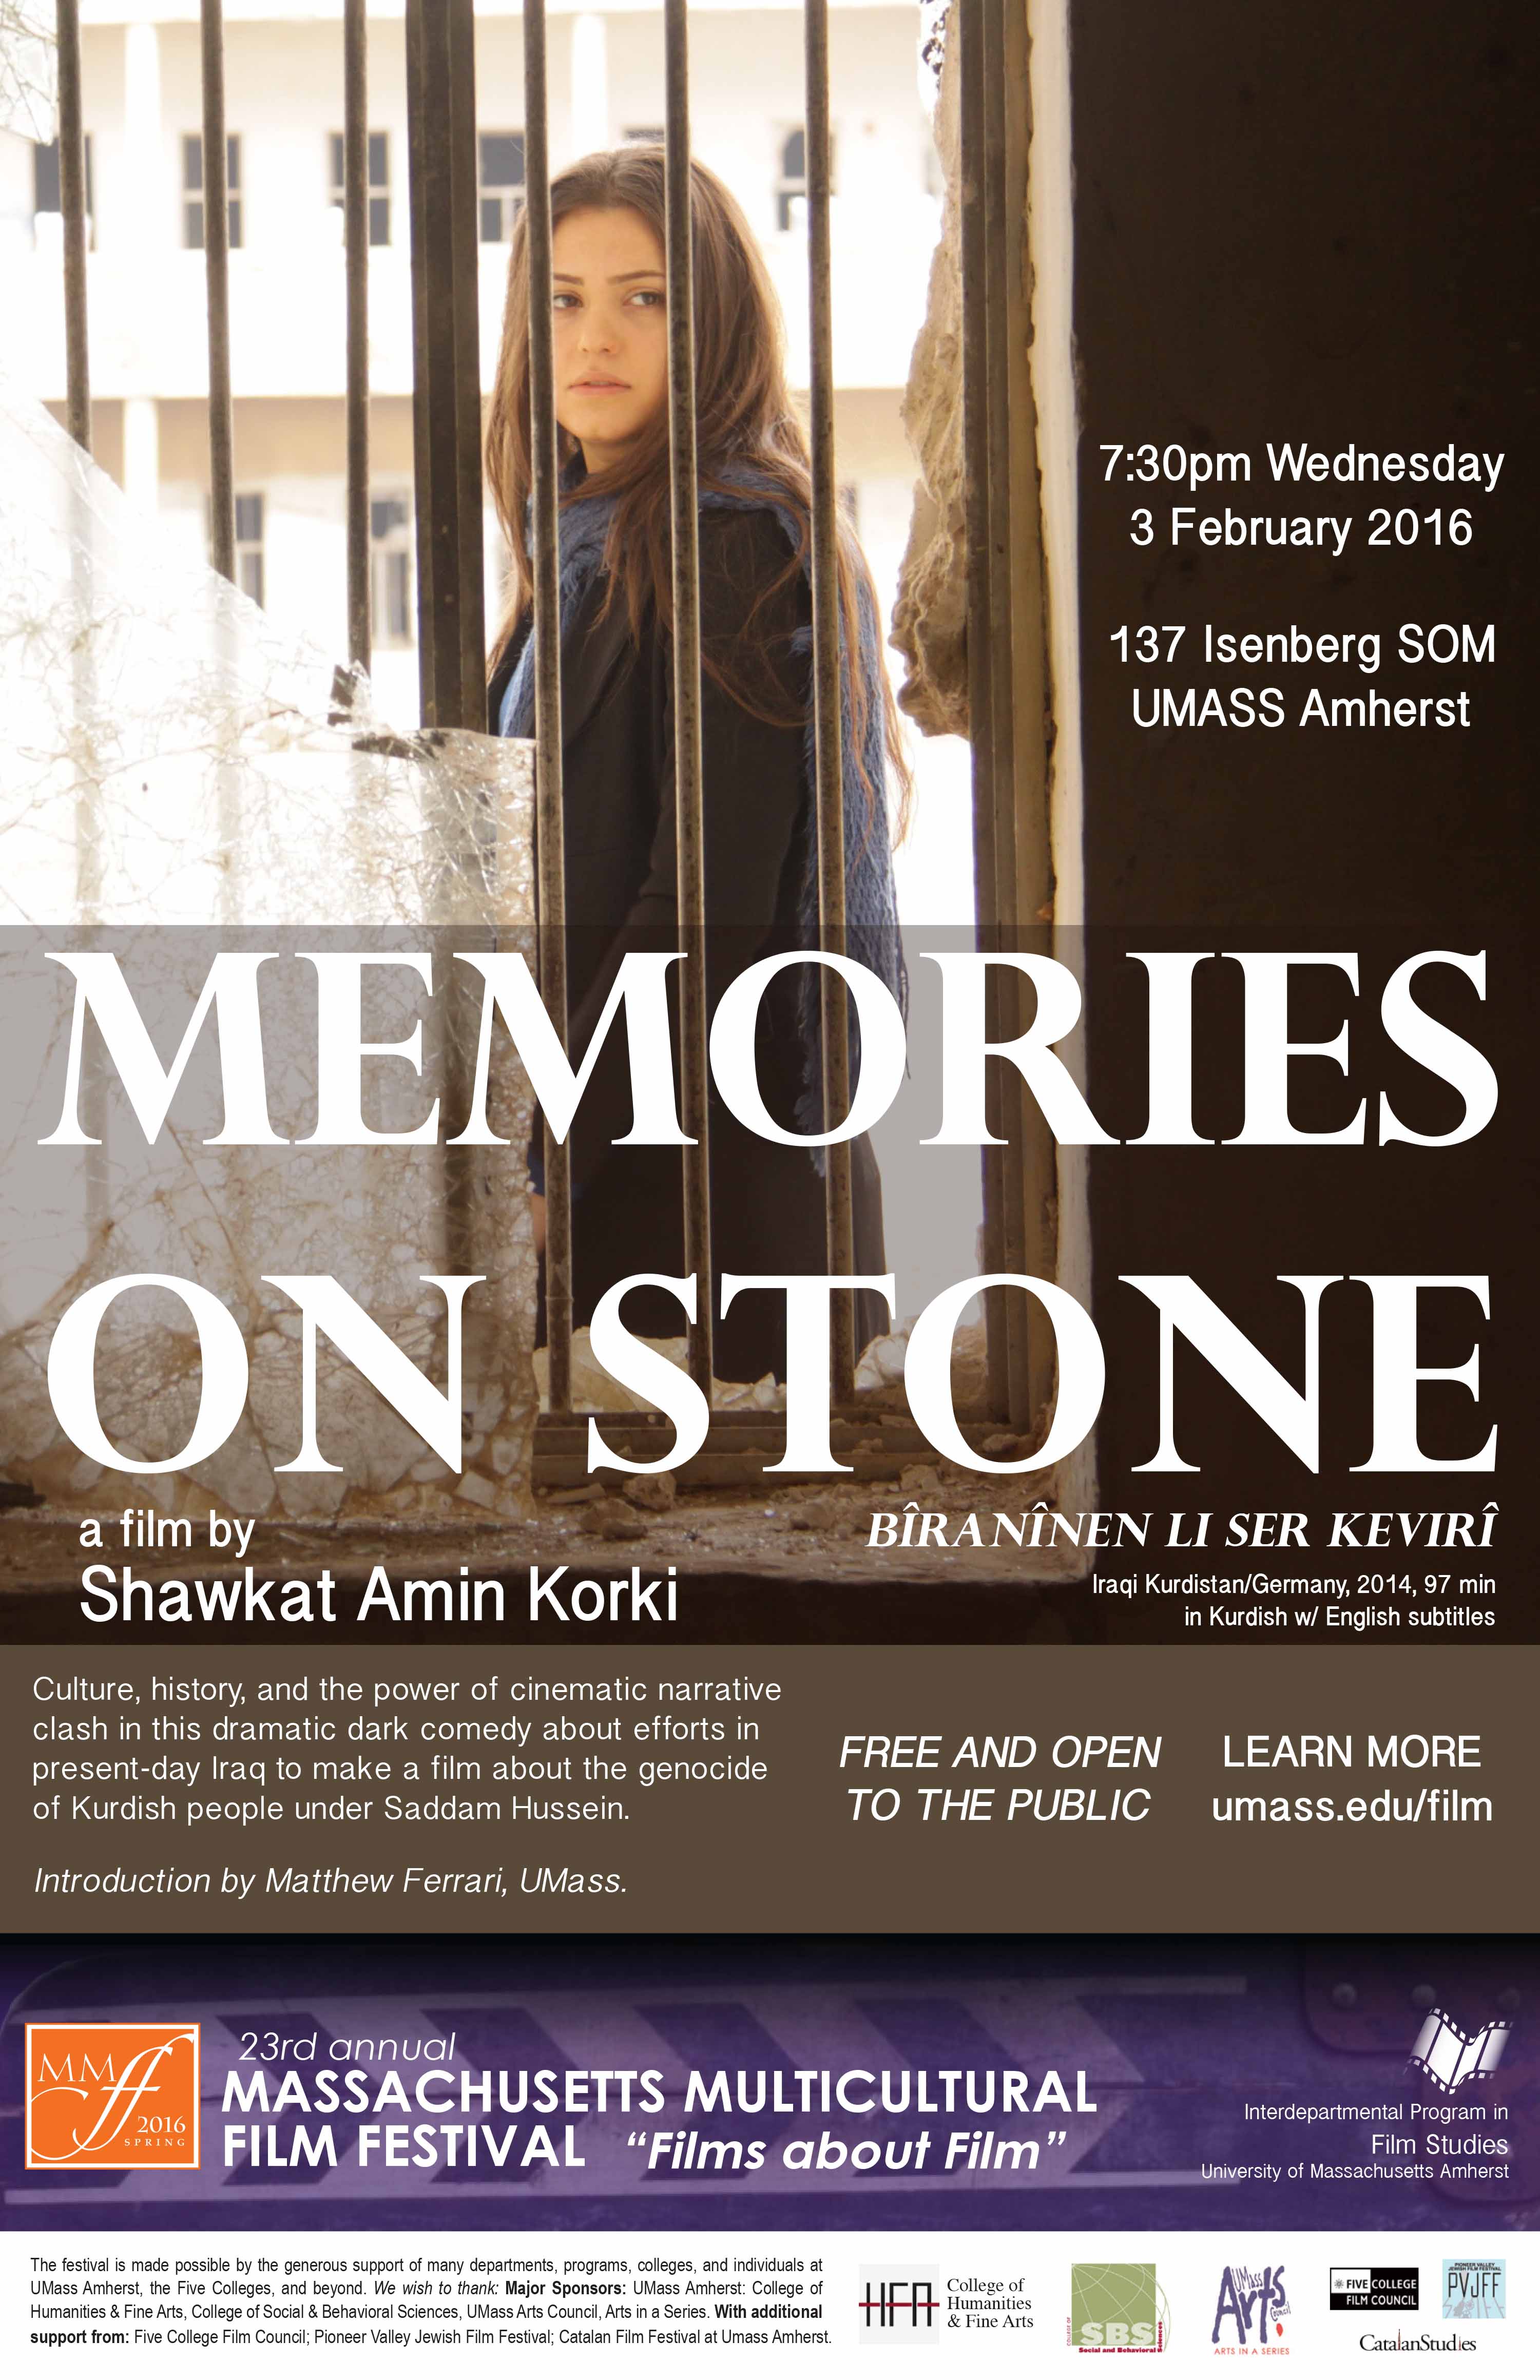 7:30pm Wednesday
3 February 2016
137 Isenberg SOM
UMASS Amherst
MEMORIES
ON STONE
a film by
Shawkat Amin Korki
BÎRANÎNEN LI SER KEVIRÎ
Iraqi Kurdistan/Germany, 2014, 97 min
in Kurdish w/ English subtitles
Culture, history, and the power of cinematic narrative
clash in this dramatic dark comedy about efforts in
present-day Iraq to make a film about the genocide
of Kurdish people under Saddam Hussein.
Introduction by Matthew Ferrari, UMass.
FREE AND OPEN
TO THE PUBLIC
LEARN MORE
umass.edu/film
MMff
2016
SPRING
23rd annual
MASSACHUSETTS MULTICULTURAL
FILM FESTIVAL "Films about Film"
Interdepartmental Program in
Film Studies
University of Massachusetts Amherst
The festival is made possible by the generous support of many departments, programs, colleges, and individuals at
UMass Amherst, the Five Colleges, and beyond. We wish to thank: Major Sponsors: UMass Amherst: College of
Humanities & Fine Arts, College of Social & Behavioral Sciences, UMass Arts Council, Arts in a Series. With additional
support from: Five College Film Council; Pioneer Valley Jewish Film Festival; Catalan Film Festival at Umass Amherst.
HFA
College of
Humanities
& Fine Arts
COLLEGE OF
SBS
Social and Behavioral
Sciences
UMass
Arts
Council
ARTS IN A SERIES
FIVE COLLEGE
FILM COUNCIL
PIONEER VALLEY
JEWISH FILM FESTIVAL
PVJFF
CatalanStudies